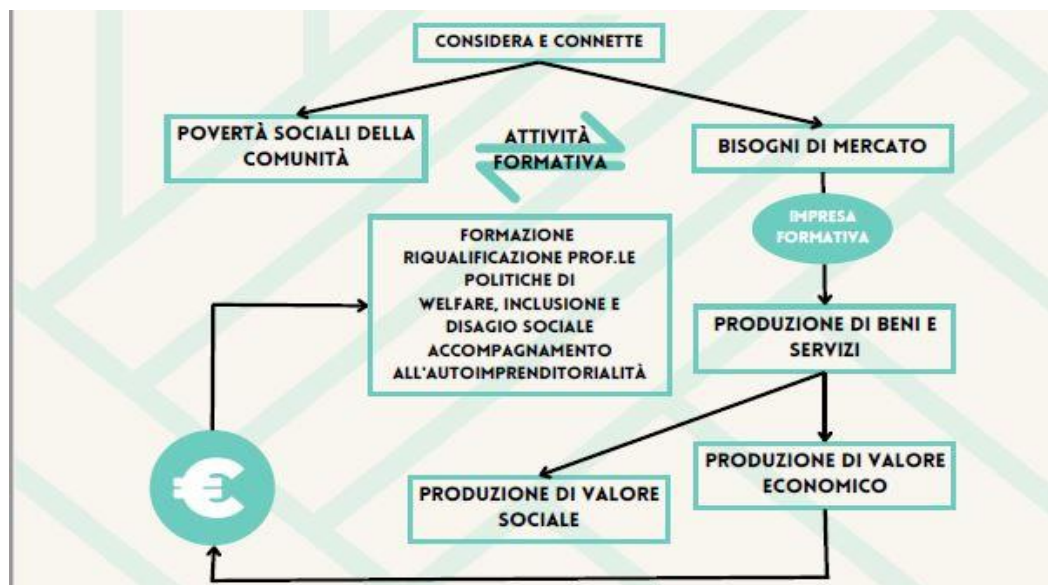 CONSIDERA E CONNETTE
POVERTÀ SOCIALI DELLA
COMUNITÀ
ATTIVITÀ
FORMATIVA
BISOGNI DI MERCATO
IMPRESA
FORMATIVA
FORMAZIONE
RIQUALIFICAZIONE PROF.LE
POLITICHE DI
WELFARE, INCLUSIONE E
DISAGIO SOCIALE
ACCOMPAGNAMENTO
ALL'AUTOIMPRENDITORIALITÀ
PRODUZIONE DI BENI E
SERVIZI
€
PRODUZIONE DI VALORE
SOCIALE
PRODUZIONE DI VALORE
ECONOMICO